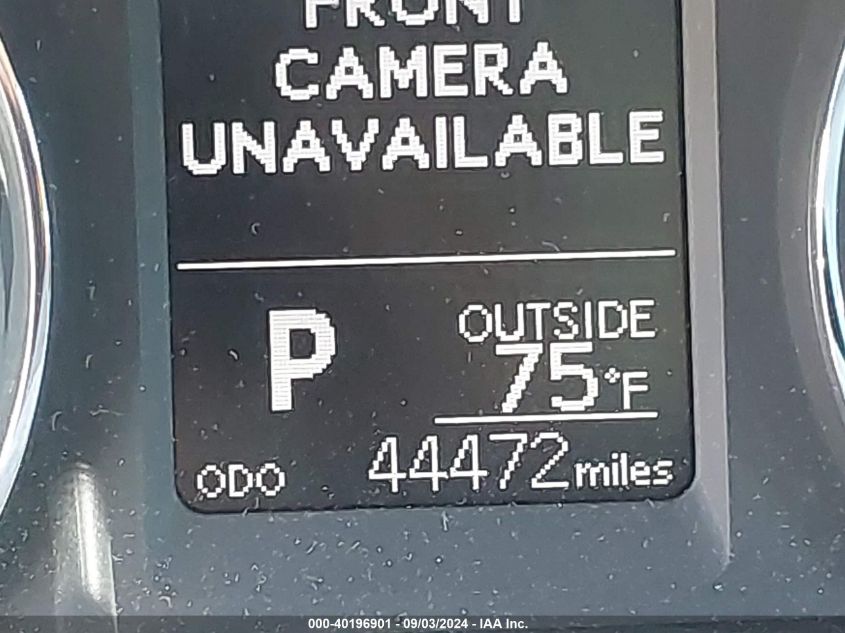 FRONT
CAMERA
UNAVAILABLE
P
OUTSIDE
75°F
ODO 44472 miles
000-40196901 - 09/03/2024 - IAA Inc.